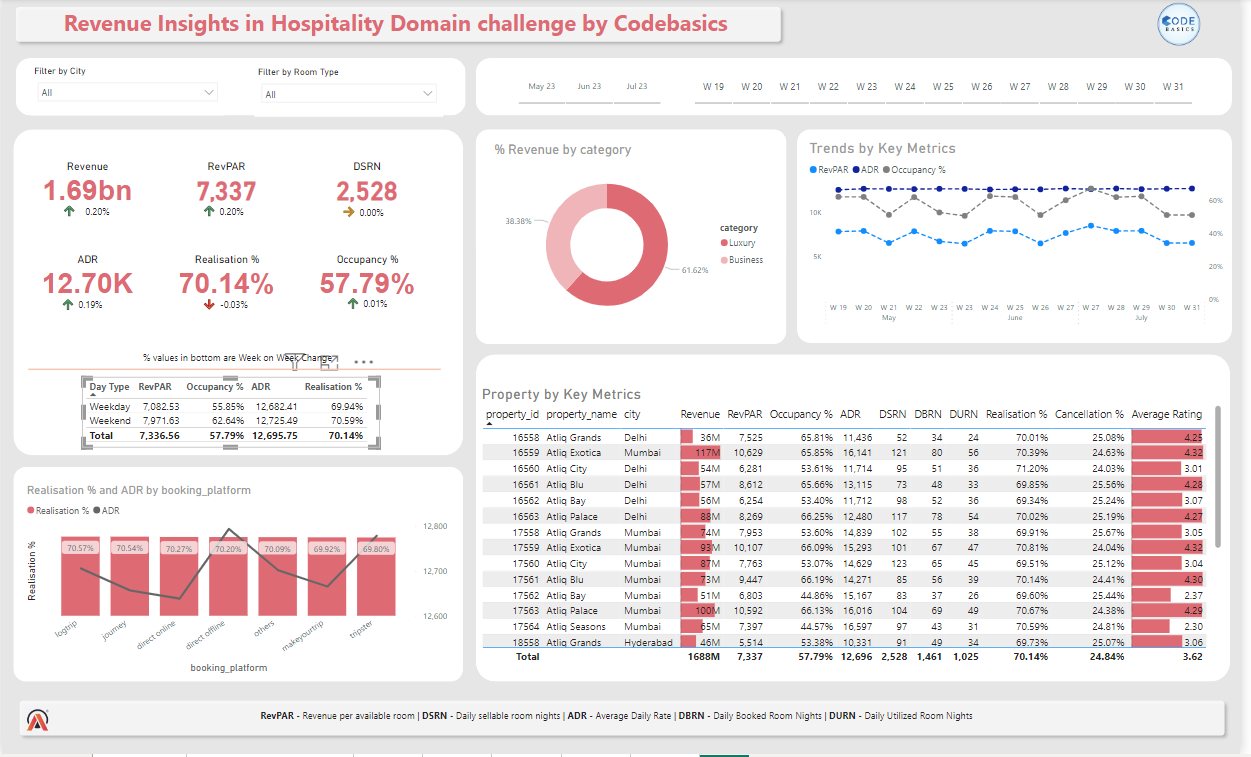 Revenue Insights in Hospitality Domain challenge by Codebasics
CODE
BASICS
Filter by City
All
Filter by Room Type
All
May 23 Jun 23 Jul 23
W 19 W 20 W 21 W 22 W 23 W 24 W 25 W 26 W 27 W 28 W 29 W 30 W 31
Revenue
1.69bn
0.20%
RevPAR
7,337
0.20%
DSRN
2,528
0.00%
ADR
12.70K
0.19%
Realisation %
70.14%
-0.03%
Occupancy %
57.79%
0.01%
% values in bottom are Week on Week Change
Day Type RevPAR Occupancy % ADR Realisation %
Weekday 7,082.53 55.85% 12,682.41 69.94%
Weekend 7,971.63 62.64% 12,725.49 70.59%
Total 7,336.56 57.79% 12,695.75 70.14%
% Revenue by category
38.38%
61.62%
category
Luxury
Business
Trends by Key Metrics
RevPAR ADR Occupancy %
10K
5K
60%
40%
20%
0%
W 19 W 20 W 21 W 22 W 23 W 23 W 24 W 25 W 26 W 27 W 27 W 28 W 29 W 30 W 31
May June July
Property by Key Metrics
property_id property_name city Revenue RevPAR Occupancy % ADR DSRN DBRN DURN Realisation % Cancellation % Average Rating
16558 Atliq Grands Delhi 36M 7,525 65.81% 11,436 52 34 24 70.01% 25.08% 4.25
16559 Atliq Exotica Mumbai 117M 10,629 65.85% 16,141 121 80 56 70.39% 24.63% 4.32
16560 Atliq City Delhi 54M 6,281 53.61% 11,714 95 51 36 71.20% 24.03% 3.01
16561 Atliq Blu Delhi 57M 8,612 65.66% 13,115 73 48 33 69.85% 25.56% 4.28
16562 Atliq Bay Delhi 56M 6,254 53.40% 11,712 98 52 36 69.34% 25.24% 3.07
16563 Atliq Palace Delhi 88M 8,269 66.25% 12,480 117 78 54 70.02% 25.19% 4.27
17558 Atliq Grands Mumbai 74M 7,953 53.60% 14,839 102 55 38 69.91% 25.67% 3.05
17559 Atliq Exotica Mumbai 93M 10,107 66.09% 15,293 101 67 47 70.81% 24.04% 4.32
17560 Atliq City Mumbai 87M 7,763 53.07% 14,629 123 65 45 69.51% 25.12% 3.04
17561 Atliq Blu Mumbai 73M 9,447 66.19% 14,271 85 56 39 70.14% 24.41% 4.30
17562 Atliq Bay Mumbai 51M 6,803 44.86% 15,167 83 37 26 69.60% 25.44% 2.37
17563 Atliq Palace Mumbai 100M 10,592 66.13% 16,016 104 69 49 70.67% 24.38% 4.29
17564 Atliq Seasons Mumbai 65M 7,397 44.57% 16,597 97 43 31 70.59% 24.81% 2.30
18558 Atliq Grands Hyderabad 46M 5,514 53.38% 10,331 91 49 34 69.73% 25.07% 3.06
Total 1688M 7,337 57.79% 12,696 2,528 1,461 1,025 70.14% 24.84% 3.62
Realisation % and ADR by booking_platform
Realisation % ADR
Realisation %
70.57% 70.54% 70.27% 70.20% 70.09% 69.92% 69.80%
12,800
12,700
12,600
logtrip journey direct online direct offline others makeyourtrip tripster
booking_platform
RevPAR - Revenue per available room | DSRN - Daily sellable room nights | ADR - Average Daily Rate | DBRN - Daily Booked Room Nights | DURN - Daily Utilized Room Nights